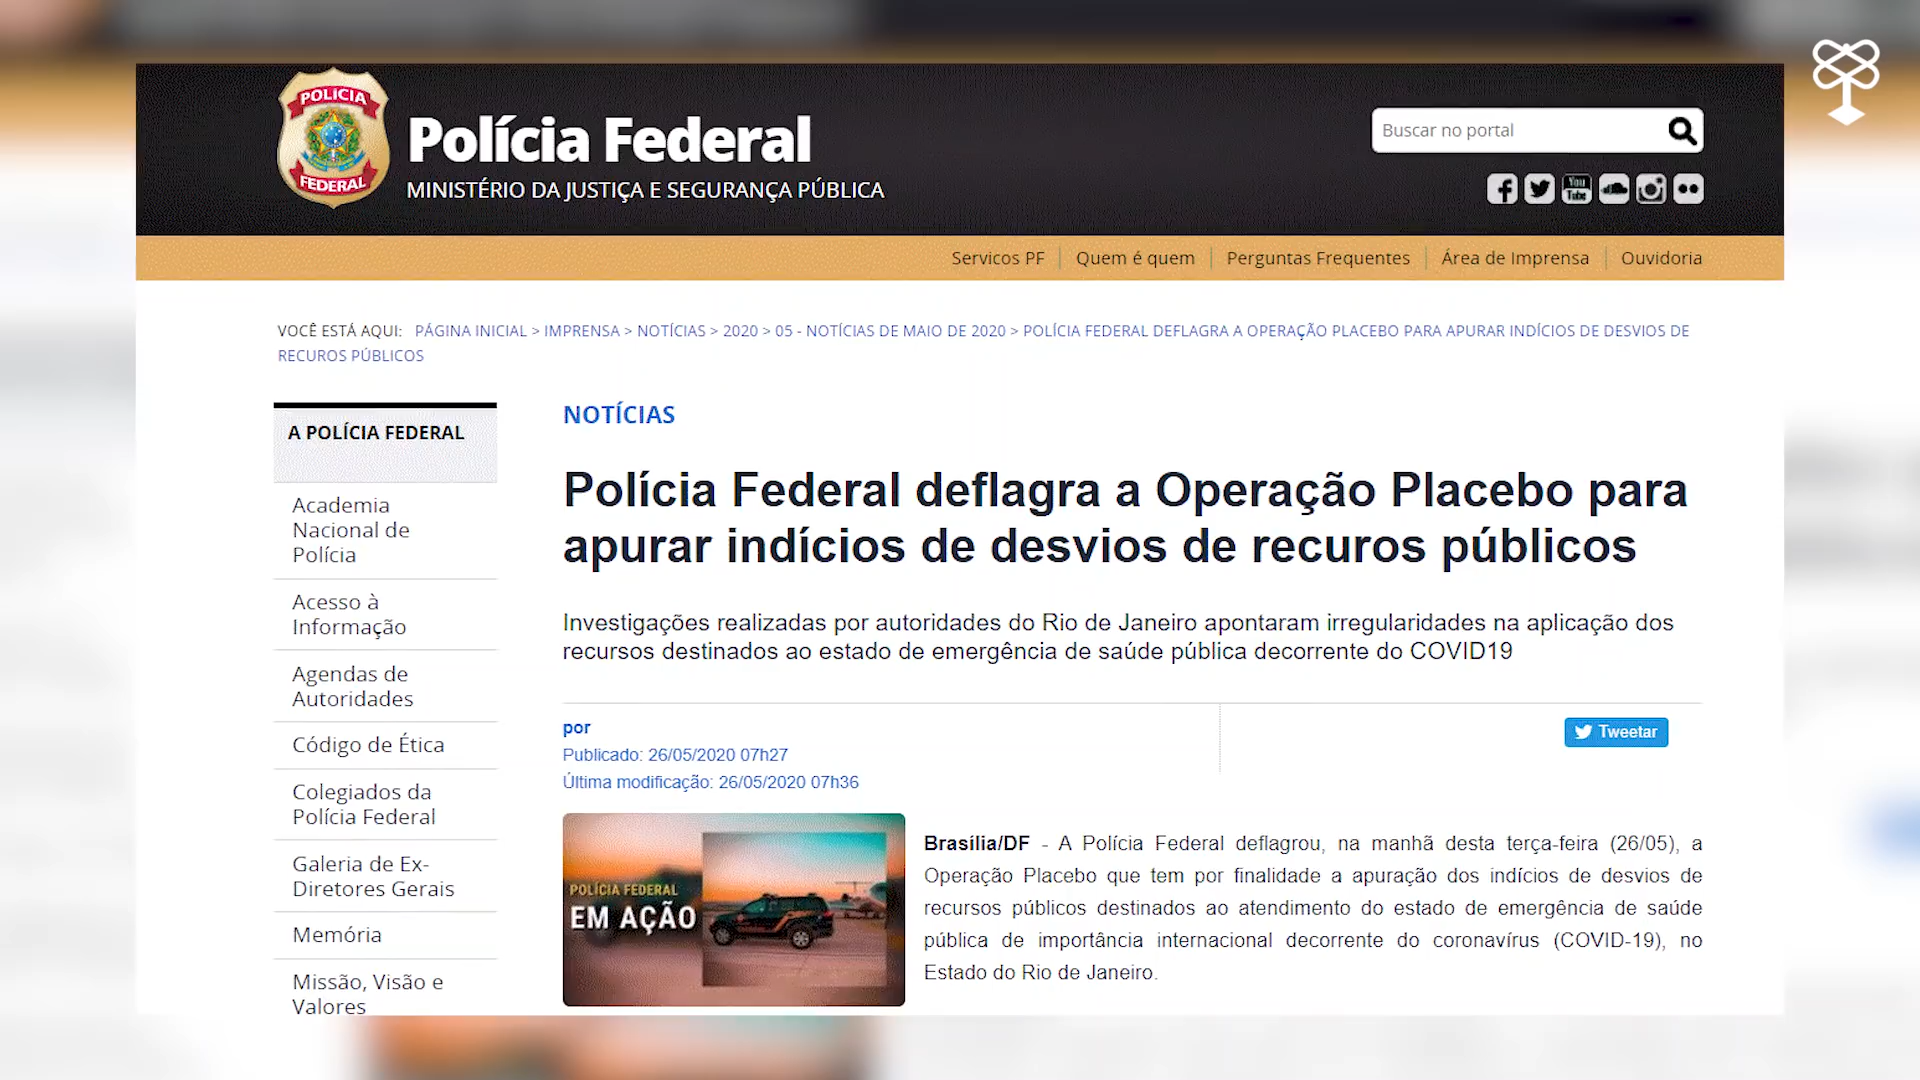 POLICIA
FEDERAL
Polícia Federal
MINISTÉRIO DA JUSTIÇA E SEGURANÇA PÚBLICA
Buscar no portal
You
Tube
Servicos PF
Quem é quem
Perguntas Frequentes
Área de Imprensa
Ouvidoria
VOCÊ ESTÁ AQUI: PÁGINA INICIAL > IMPRENSA > NOTÍCIAS > 2020 > 05 - NOTÍCIAS DE MAIO DE 2020 > POLÍCIA FEDERAL DEFLAGRA A OPERAÇÃO PLACEBO PARA APURAR INDÍCIOS DE DESVIOS DE
RECUROS PÚBLICOS
A POLÍCIA FEDERAL
Academia
Nacional de
Polícia
Acesso à
Informação
Agendas de
Autoridades
Código de Ética
Colegiados da
Polícia Federal
Galeria de Ex-
Diretores Gerais
Memória
Missão, Visão e
Valores
NOTÍCIAS
Polícia Federal deflagra a Operação Placebo para
apurar indícios de desvios de recuros públicos
Investigações realizadas por autoridades do Rio de Janeiro apontaram irregularidades na aplicação dos
recursos destinados ao estado de emergência de saúde pública decorrente do COVID19
por
Publicado: 26/05/2020 07h27
Última modificação: 26/05/2020 07h36
Tweetar
POLÍCIA FEDERAL
EM AÇÃO
Brasília/DF - A Polícia Federal deflagrou, na manhã desta terça-feira (26/05), a
Operação Placebo que tem por finalidade a apuração dos indícios de desvios de
recursos públicos destinados ao atendimento do estado de emergência de saúde
pública de importância internacional decorrente do coronavírus (COVID-19), no
Estado do Rio de Janeiro.